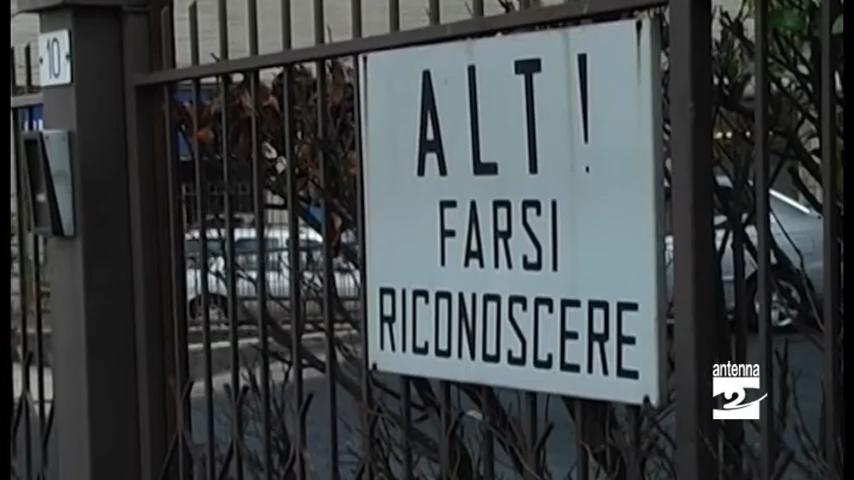 10
ALT!
FARSI
RICONOSCERE
antenna
2